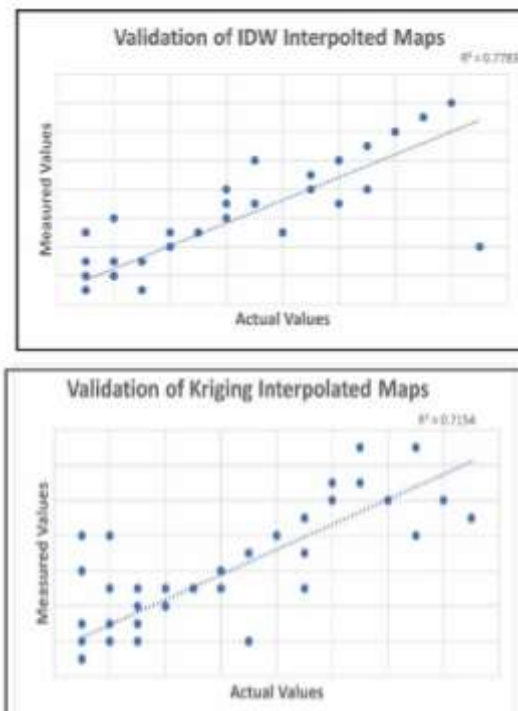 Validation of IDW Interpolted Maps
R² = 0.7783
Measured Values
Actual Values
Validation of Kriging Interpolated Maps
R² = 0.7154
Measured Values
Actual Values